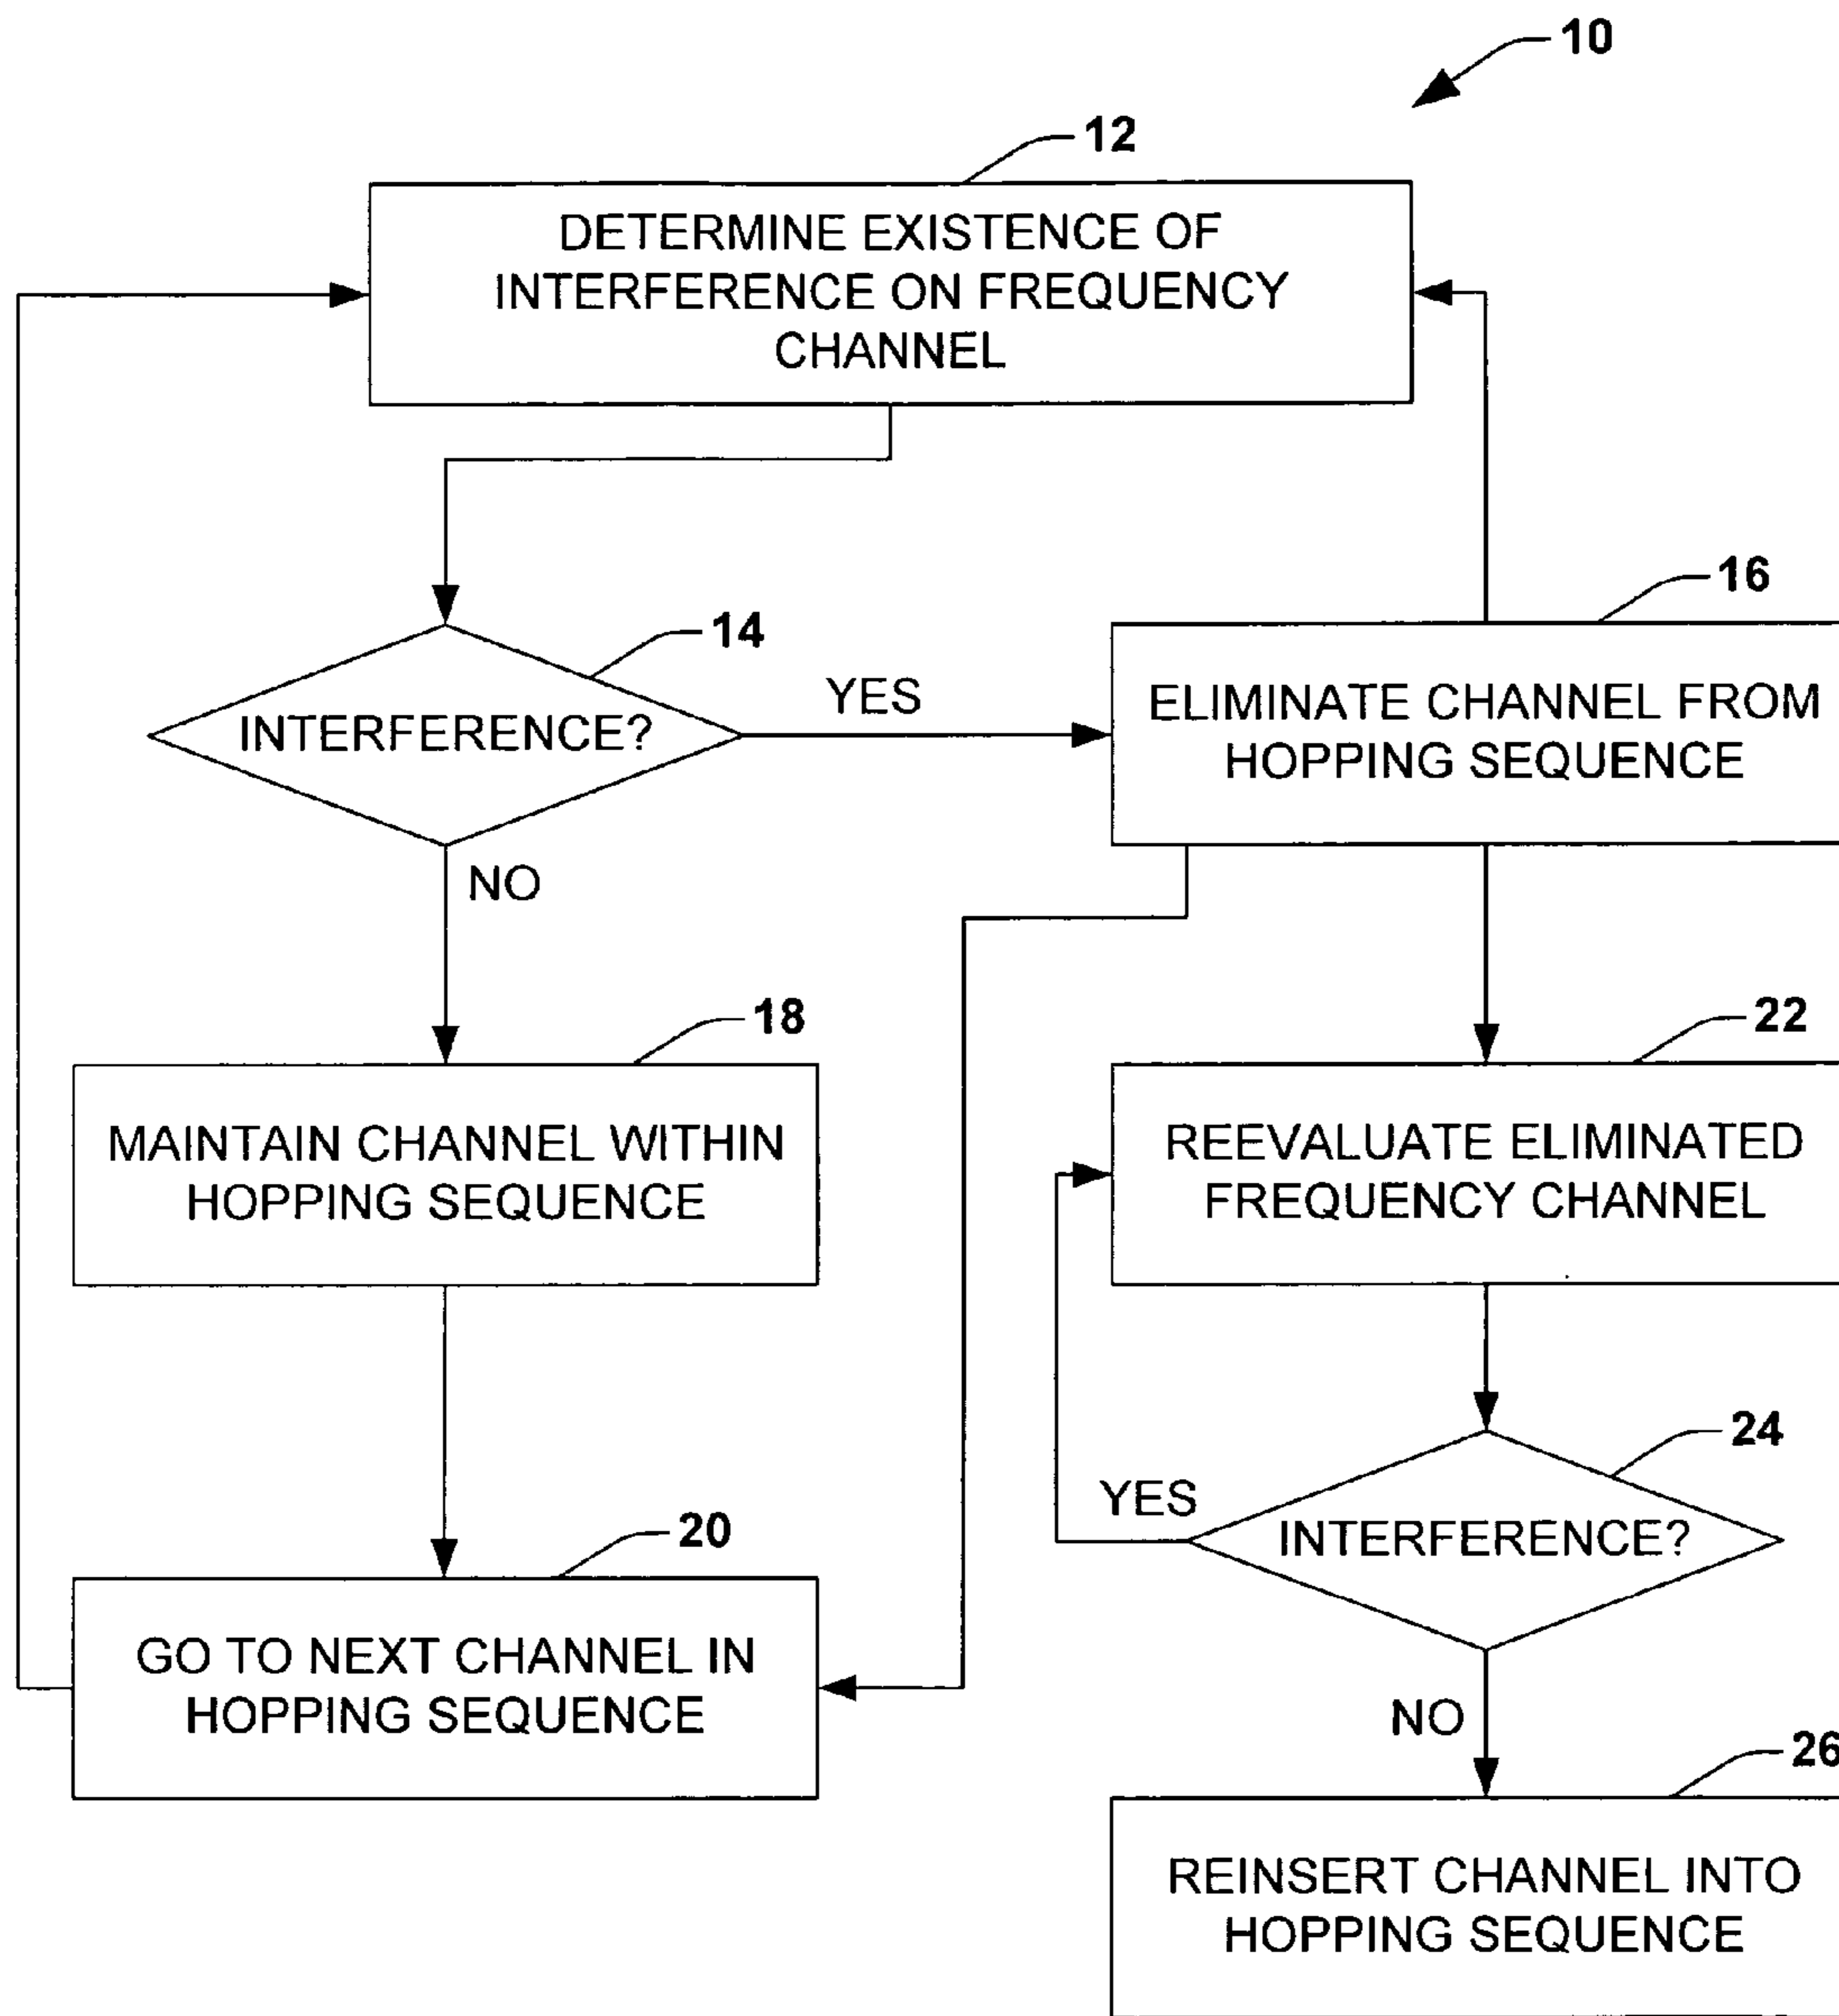 10
12
DETERMINE EXISTENCE OF
INTERFERENCE ON FREQUENCY
CHANNEL
14
INTERFERENCE?
YES
16
ELIMINATE CHANNEL FROM
HOPPING SEQUENCE
NO
18
MAINTAIN CHANNEL WITHIN
HOPPING SEQUENCE
22
REEVALUATE ELIMINATED
FREQUENCY CHANNEL
20
GO TO NEXT CHANNEL IN
HOPPING SEQUENCE
24
YES
INTERFERENCE?
NO
26
REINSERT CHANNEL INTO
HOPPING SEQUENCE